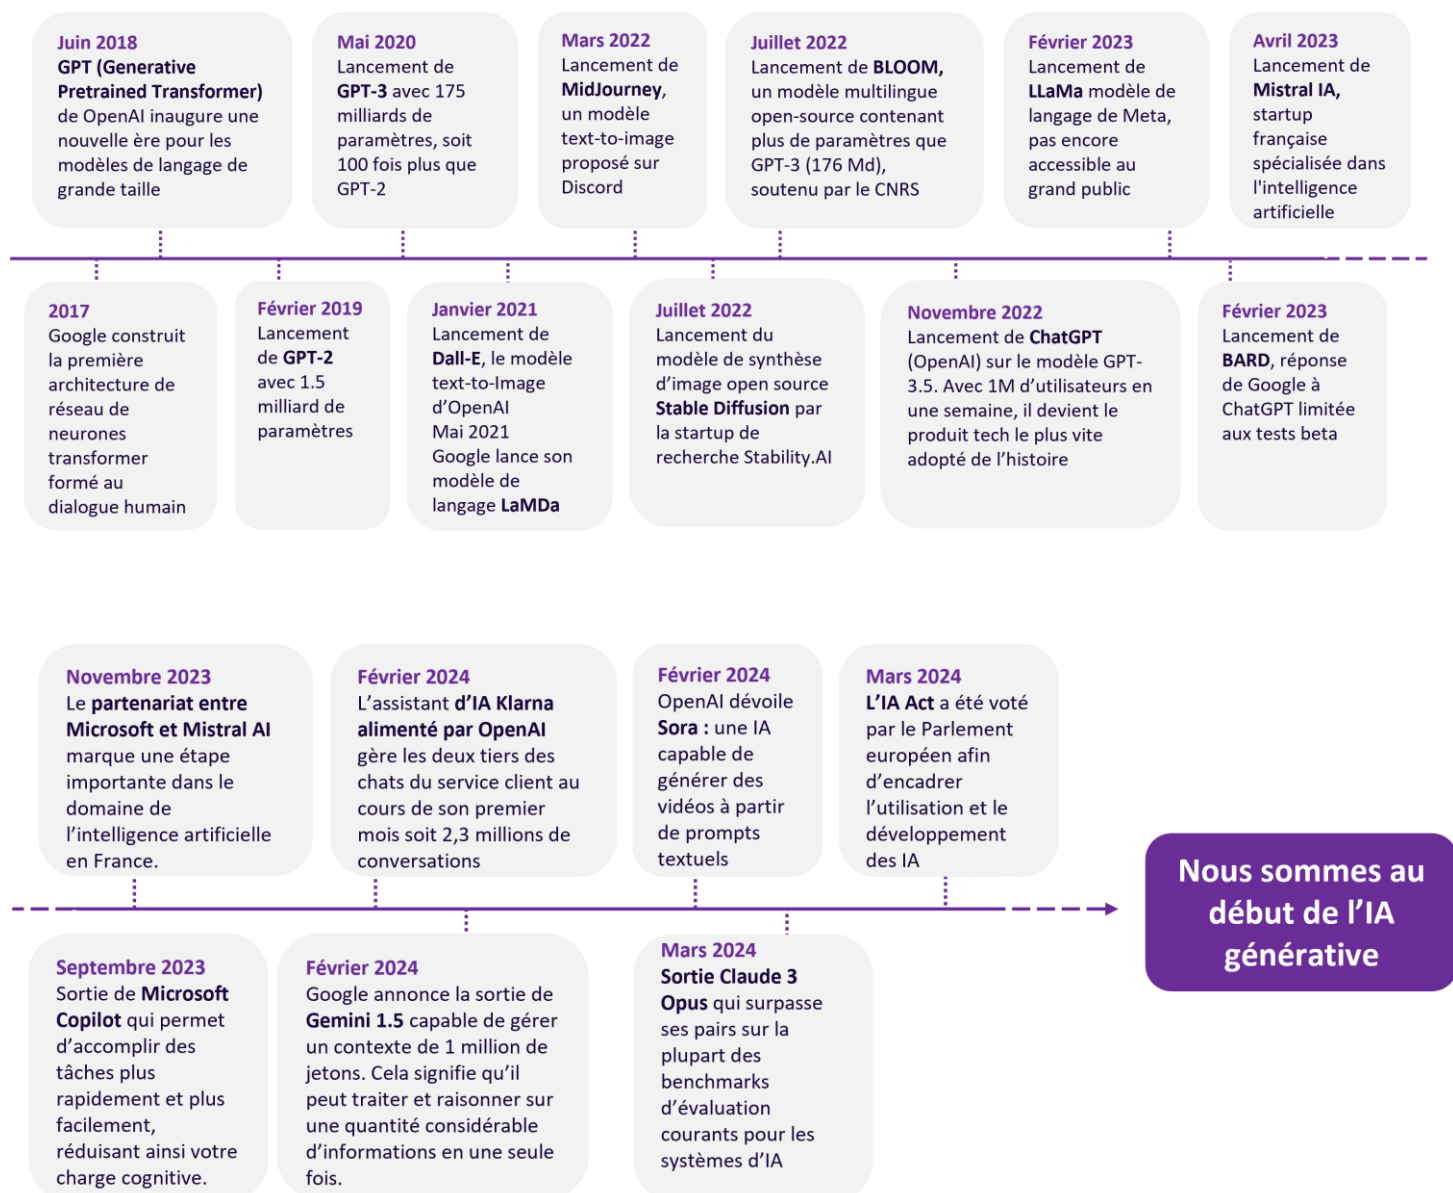 Juin 2018
GPT (Generative
Pretrained Transformer)
de OpenAI inaugure une
nouvelle ère pour les
modèles de langage de
grande taille
Mai 2020
Lancement de
GPT-3 avec 175
milliards de
paramètres, soit
100 fois plus que
GPT-2
Mars 2022
Lancement de
MidJourney,
un modèle
text-to-image
proposé sur
Discord
Juillet 2022
Lancement de BLOOM,
un modèle multilingue
open-source contenant
plus de paramètres que
GPT-3 (176 Md),
soutenu par le CNRS
Février 2023
Lancement de
LLaMa modèle de
langage de Meta,
pas encore
accessible au
grand public
Avril 2023
Lancement de
Mistral IA,
startup
française
spécialisée dans
l'intelligence
artificielle
2017
Google construit
la première
architecture de
réseau de
neurones
transformer
formé au
dialogue humain
Février 2019
Lancement
de GPT-2
avec 1.5
milliard de
paramètres
Janvier 2021
Lancement de
Dall-E, le modèle
text-to-Image
d’OpenAI
Mai 2021
Google lance son
modèle de
langage LaMDa
Juillet 2022
Lancement du
modèle de synthèse
d’image open source
Stable Diffusion par
la startup de
recherche Stability.AI
Novembre 2022
Lancement de ChatGPT
(OpenAI) sur le modèle GPT-
3.5. Avec 1M d’utilisateurs en
une semaine, il devient le
produit tech le plus vite
adopté de l’histoire
Février 2023
Lancement de
BARD, réponse
de Google à
ChatGPT limitée
aux tests beta
Novembre 2023
Le partenariat entre
Microsoft et Mistral AI
marque une étape
importante dans le
domaine de
l’intelligence artificielle
en France.
Février 2024
L’assistant d’IA Klarna
alimenté par OpenAI
gère les deux tiers des
chats du service client au
cours de son premier
mois soit 2,3 millions de
conversations
Février 2024
OpenAI dévoile
Sora : une IA
capable de
générer des
vidéos à partir
de prompts
textuels
Mars 2024
L’IA Act a été voté
par le Parlement
européen afin
d’encadrer
l’utilisation et le
développement
des IA
Nous sommes au
début de l’IA
générative
Septembre 2023
Sortie de Microsoft
Copilot qui permet
d’accomplir des
tâches plus
rapidement et plus
facilement,
réduisant ainsi votre
charge cognitive.
Février 2024
Google annonce la sortie de
Gemini 1.5 capable de gérer
un contexte de 1 million de
jetons. Cela signifie qu’il
peut traiter et raisonner sur
une quantité considérable
d’informations en une seule
fois.
Mars 2024
Sortie Claude 3
Opus qui surpasse
ses pairs sur la
plupart des
benchmarks
d’évaluation
courants pour les
systèmes d’IA